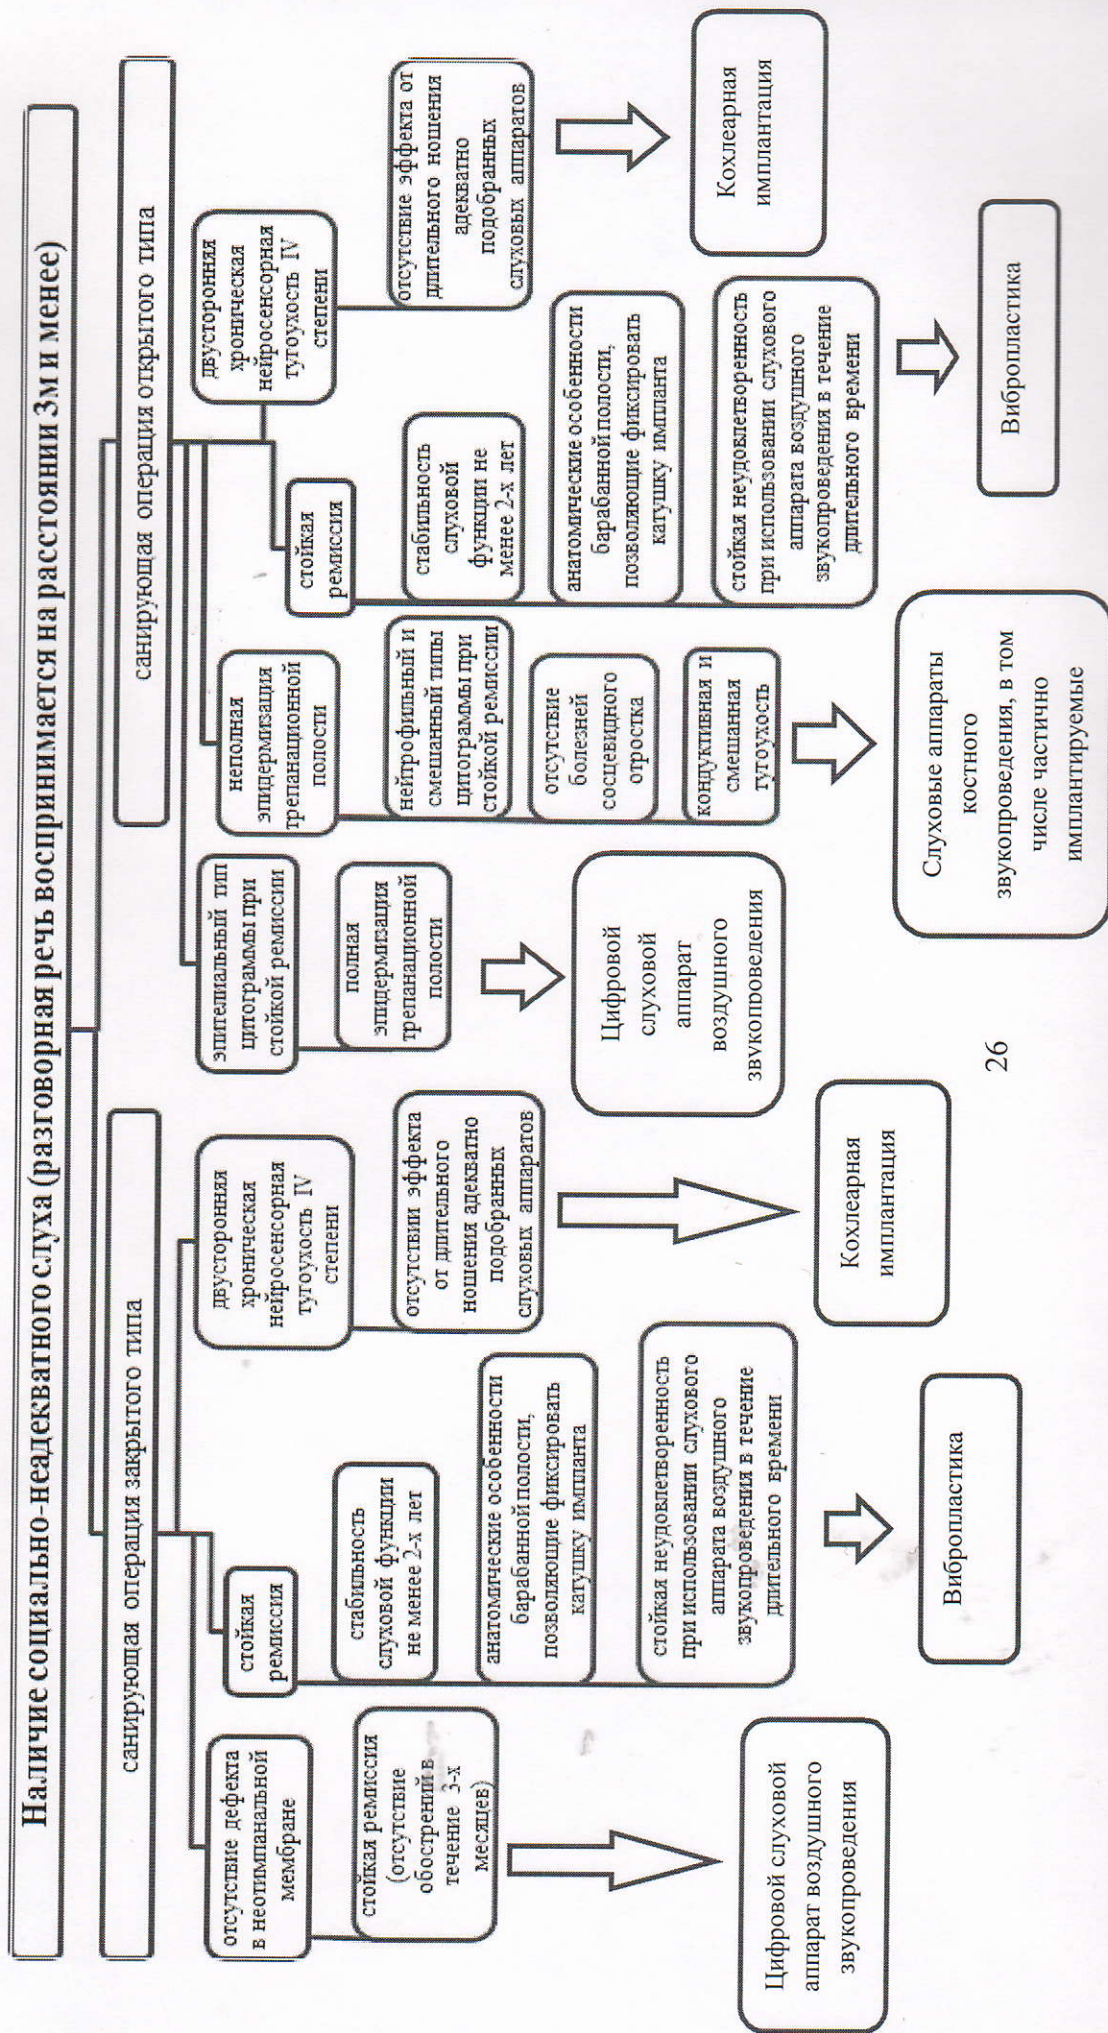 Наличие социально-неадекватного слуха (разговорная речь воспринимается на расстоянии 3м и менее)
санирующая операция закрытого типа
отсутствие дефекта
в неотимпанальной
мембране
стойкая ремиссия
(отсутствие
обострений в
течение 3-х
месяцев)
Цифровой слуховой
аппарат воздушного
звукопроведения
стойкая
ремиссия
стабильность
слуховой функции
не менее 2-х лет
анатомические особенности
барабанной полости,
позволяющие фиксировать
катушку импланта
стойкая неудовлетворенность
при использовании слухового
аппарата воздушного
звукопроведения в течение
длительного времени
Вибропластика
двусторонняя
хроническая
нейросенсорная
тугоухость IV
степени
отсутствии эффекта
от длительного
ношения адекватно
подобранных
слуховых аппаратов
Кохлеарная
имплантация
санирующая операция открытого типа
эпителиальный тип
цитограммы при
стойкой ремиссии
полная
эпидермизация
трепанационной
полости
Цифровой
слуховой
аппарат
воздушного
звукопроведения
неполная
эпидермизация
трепанационной
полости
нейтрофильный и
смешанный типы
цитограммы при
стойкой ремиссии
отсутствие
болезней
сосцевидного
отростка
кондуктивная и
смешанная
тугоухость
Слуховые аппараты
костного
звукопроведения, в том
числе частично
имплантируемые
стойкая
ремиссия
стабильность
слуховой
функции не
менее 2-х лет
анатомические особенности
барабанной полости,
позволяющие фиксировать
катушку импланта
стойкая неудовлетворенность
при использовании слухового
аппарата воздушного
звукопроведения в течение
длительного времени
Вибропластика
двусторонняя
хроническая
нейросенсорная
тугоухость IV
степени
отсутствие эффекта от
длительного ношения
адекватно
подобранных
слуховых аппаратов
Кохлеарная
имплантация
26